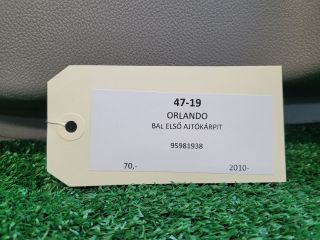 47-19
ORLANDO
BAL ELSŐ AJTÓKÁRPIT
95981938
70,- 2010-